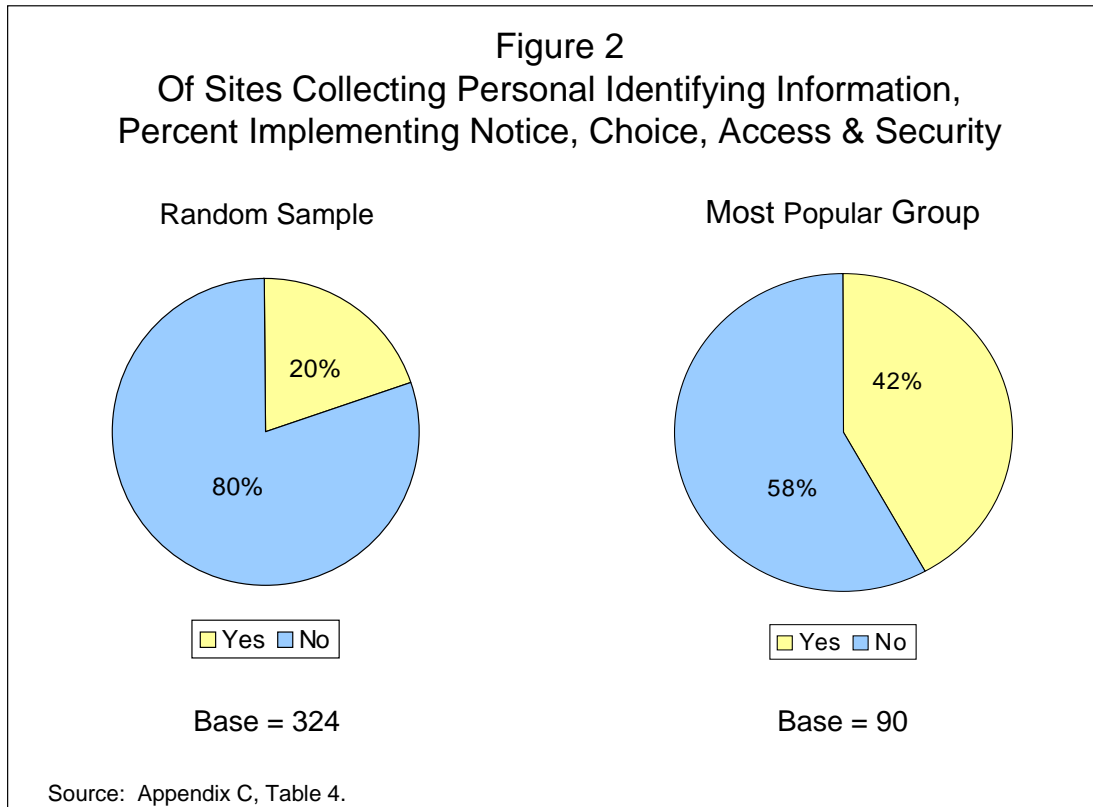 Figure 2
Of Sites Collecting Personal Identifying Information,
Percent Implementing Notice, Choice, Access & Security
Random Sample
20%
80%
Yes No
Base = 324
Most Popular Group
42%
58%
Yes No
Base = 90
Source: Appendix C, Table 4.